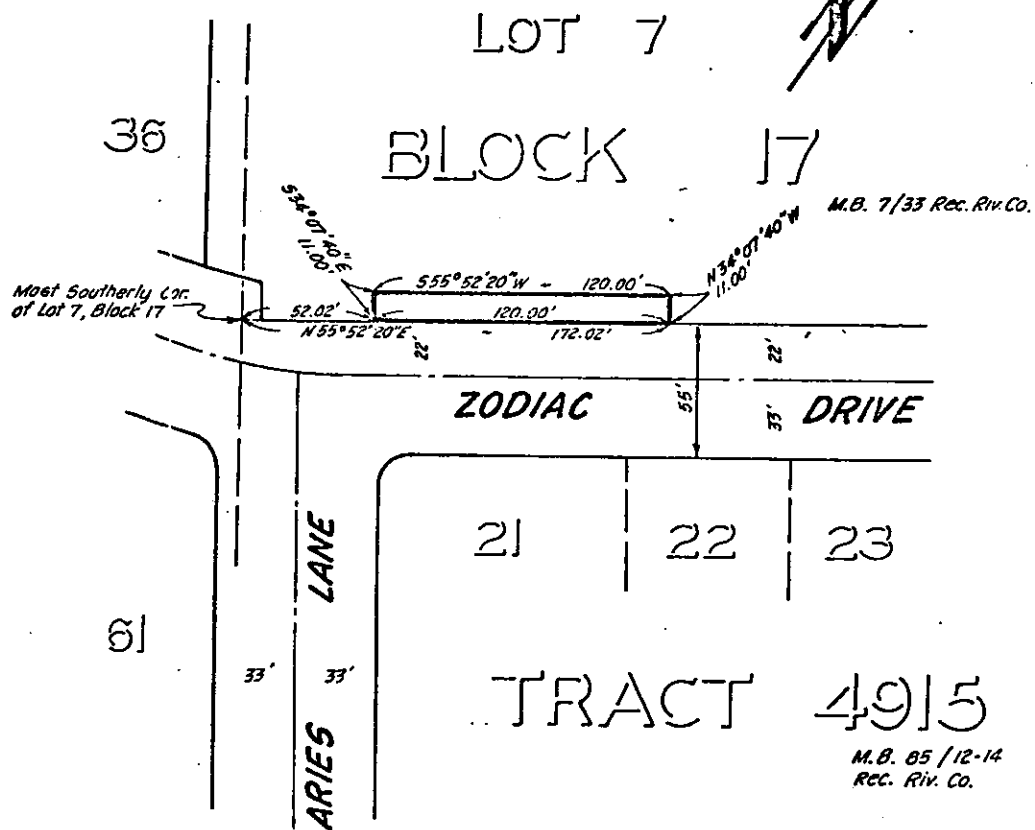 LOT 7
36
BLOCK 17
M.B. 7/33 Rec. Riv. Co.
S34°07'40"E
11.00'
N34°07'40"W
11.00'
S55°52'20"W - 120.00'
Most Southerly Cor.
of Lot 7, Block 17
52.02'
120.00'
N55°52'20"E - 172.02'
22'
22'
55'
33'
ZODIAC DRIVE
21
22
23
ARIES LANE
61
33'
33'
TRACT 4915
M.B. 85/12-14
Rec. Riv. Co.